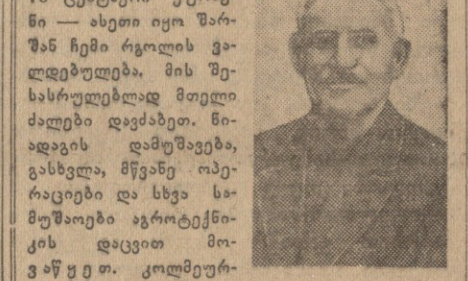 ნი — ასეთი იყო შარ-
შან ჩემი რგოლის ვა-
ლდებულება. მის შე-
სასრულებლად მთელი
ძალები დავძაბეთ. ნი-
ადაგის დამუშავება,
გასხვლა, მწვანე ოპე-
რაციები და სხვა სა-
მუშაოები აგროტექნი-
კის დაცვით მო-
ვაწყეთ. კოლმეურ-